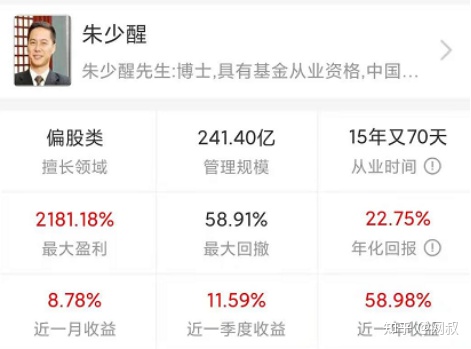 朱少醒
朱少醒先生:博士,具有基金从业资格,中国...
偏股类 241.40亿 15年又70天
擅长领域 管理规模 从业时间
2181.18% 58.91% 22.75%
最大盈利 最大回撤 年化回报
8.78% 11.59% 58.98%
近一月收益 近一季度收益 近一年收益